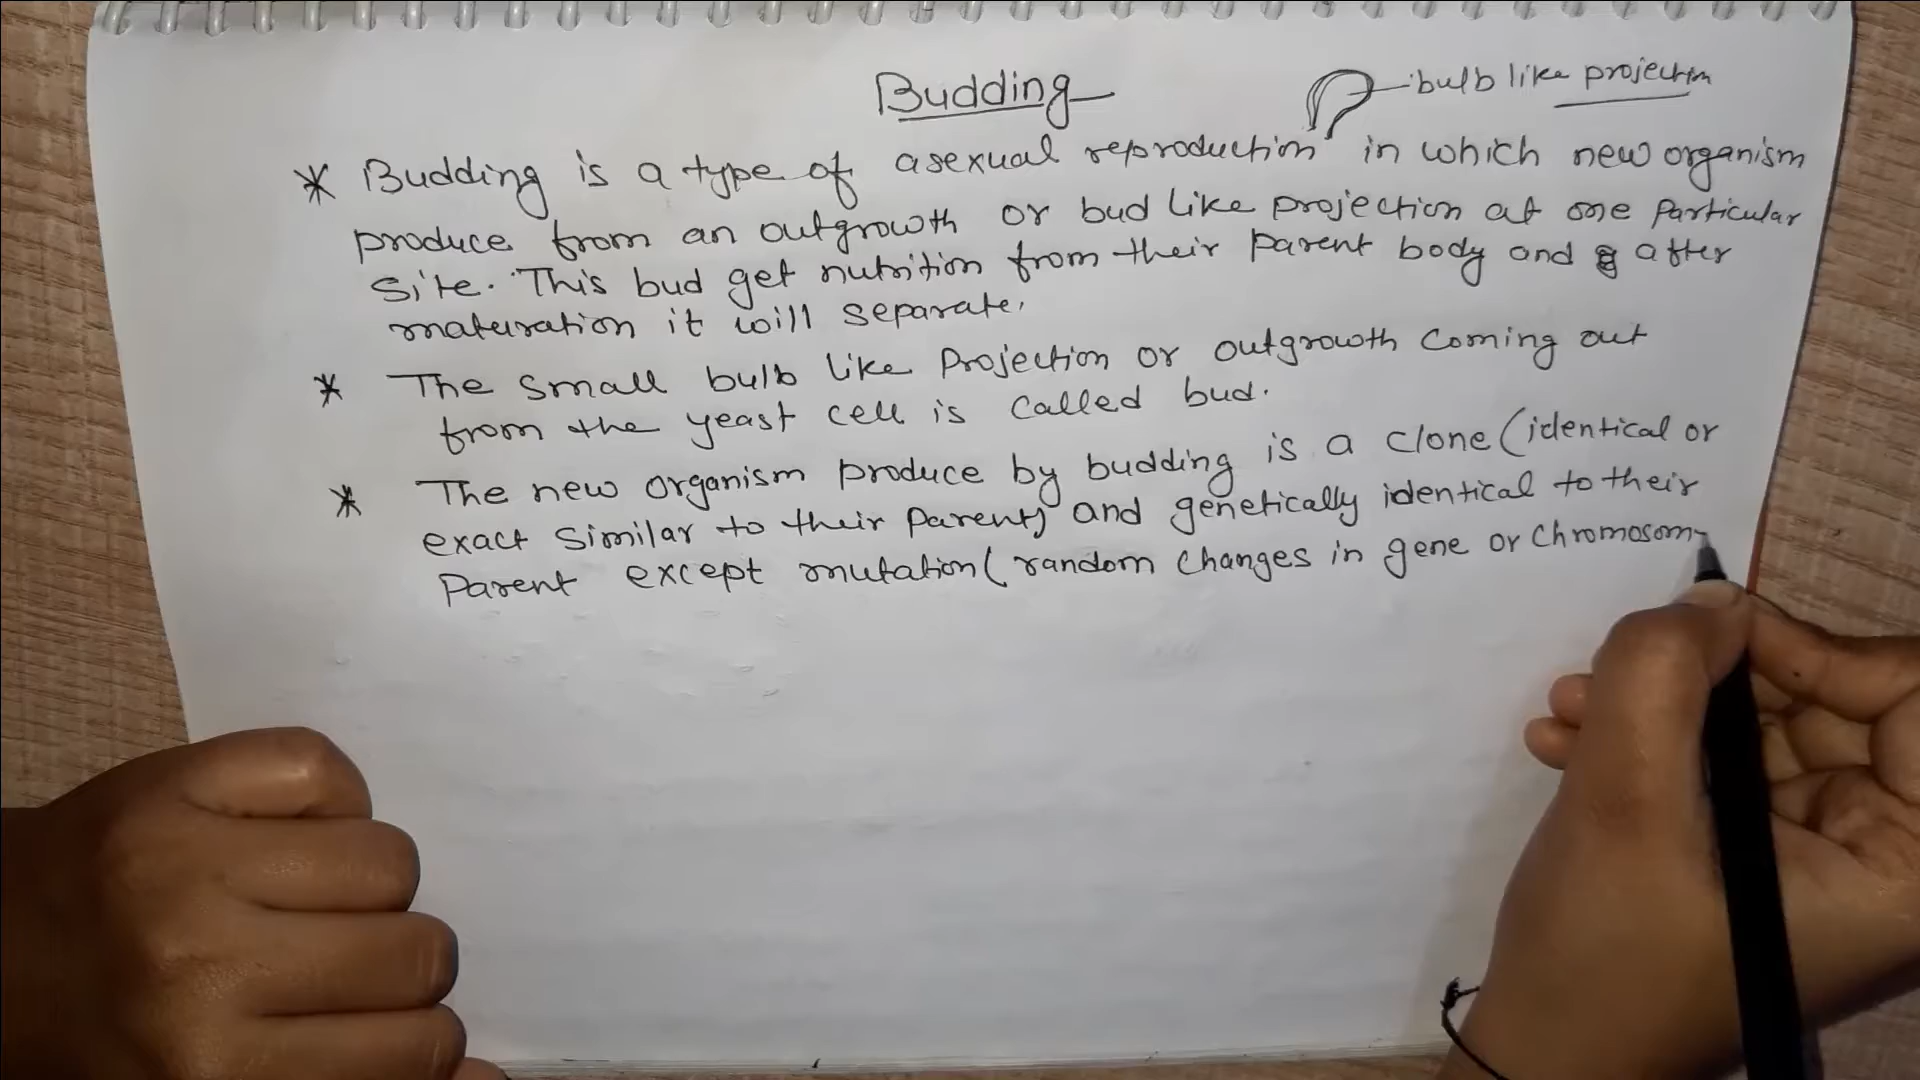 Budding
bulb like projection
* Budding is a type of asexual reproduction in which new organism
produce from an outgrowth or bud like projection at one particular
site. This bud get nutrition from their parent body and after
maturation it will separate.
* The small bulb like projection or outgrowth coming out
from the yeast cell is called bud.
* The new organism produce by budding is a clone (identical or
exact similar to their parent) and genetically identical to their
parent except mutation (random changes in gene or chromosom